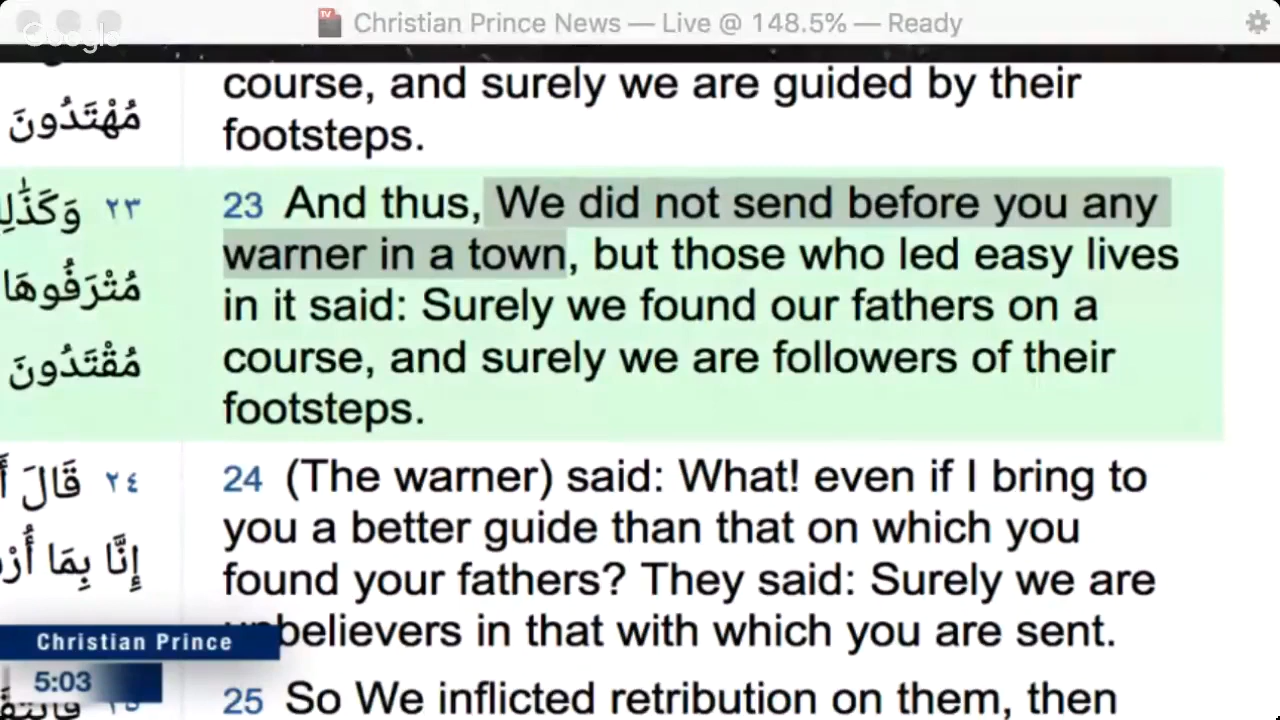 Christian Prince News — Live @ 148.5% — Ready
Google
course, and surely we are guided by their
footsteps.
مُهْتَدُونَ
23 And thus, We did not send before you any
warner in a town, but those who led easy lives
in it said: Surely we found our fathers on a
course, and surely we are followers of their
footsteps.
٢٣
مُتْرَفُوهَا
مُقْتَدُونَ
24 (The warner) said: What! even if I bring to
you a better guide than that on which you
found your fathers? They said: Surely we are
unbelievers in that with which you are sent.
٢٤ قَالَ
إِنَّا بِمَا
25 So We inflicted retribution on them, then
Christian Prince
5:03